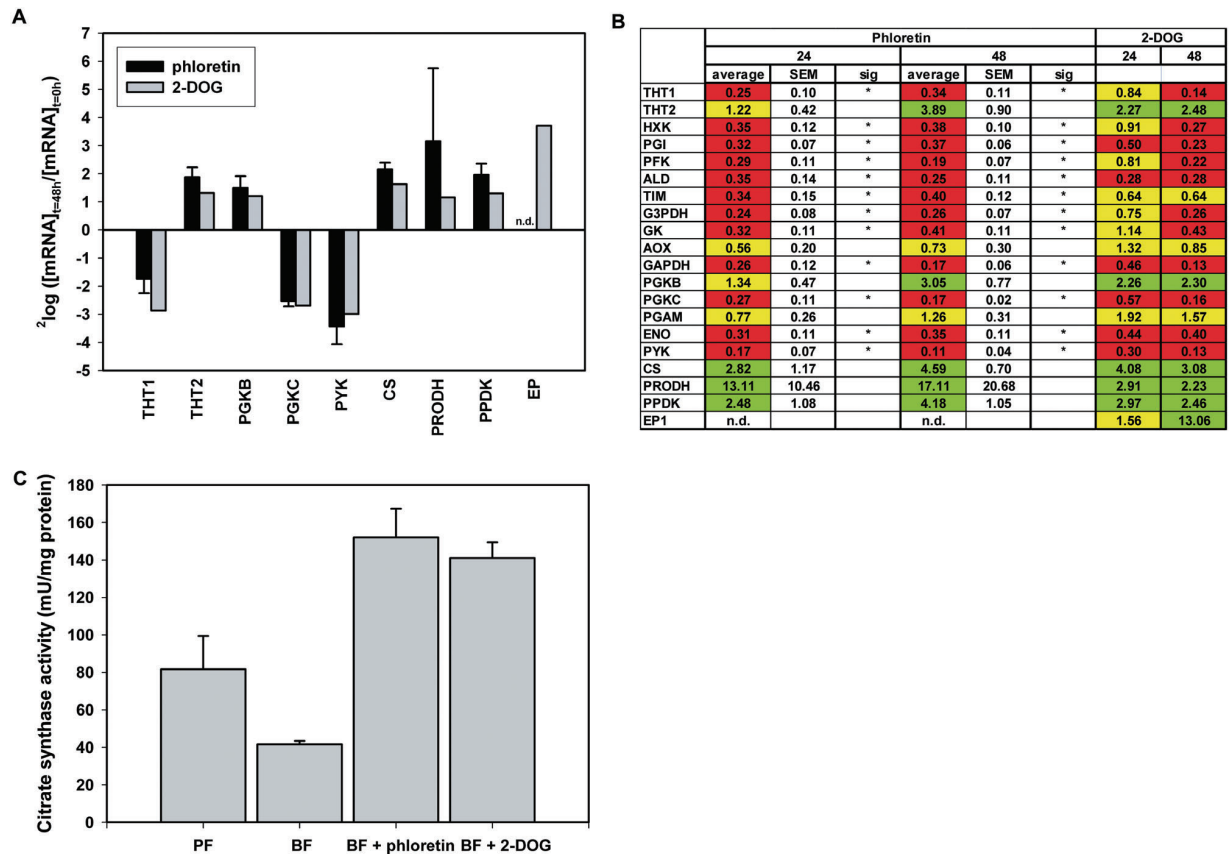 A
7
6
5
4
3
2
1
0
-1
-2
-3
-4
-5
²log ([mRNA]t=48h/[mRNA]t=0h)
phloretin
2-DOG
n.d.
THT1 THT2 PGKB PGKC PYK CS PRODH PPDK EP
B
Phloretin 2-DOG
24 48 24 48
average SEM sig average SEM sig
THT1 0.25 0.10 * 0.34 0.11 * 0.84 0.14
THT2 1.22 0.42 3.89 0.90 2.27 2.48
HXK 0.35 0.12 * 0.38 0.10 * 0.91 0.27
PGI 0.32 0.07 * 0.37 0.06 * 0.50 0.23
PFK 0.29 0.11 * 0.19 0.07 * 0.81 0.22
ALD 0.35 0.14 * 0.25 0.11 * 0.28 0.28
TIM 0.34 0.15 * 0.40 0.12 * 0.64 0.64
G3PDH 0.24 0.08 * 0.26 0.07 * 0.75 0.26
GK 0.32 0.11 * 0.41 0.11 * 1.14 0.43
AOX 0.56 0.20 0.73 0.30 1.32 0.85
GAPDH 0.26 0.12 * 0.17 0.06 * 0.46 0.13
PGKB 1.34 0.47 3.05 0.77 2.26 2.30
PGKC 0.27 0.11 * 0.17 0.02 * 0.57 0.16
PGAM 0.77 0.26 1.26 0.31 1.92 1.57
ENO 0.31 0.11 * 0.35 0.11 * 0.44 0.40
PYK 0.17 0.07 * 0.11 0.04 * 0.30 0.13
CS 2.82 1.17 4.59 0.70 4.08 3.08
PRODH 13.11 10.46 17.11 20.68 2.91 2.23
PPDK 2.48 1.08 4.18 1.05 2.97 2.46
EP1 n.d. n.d. 1.56 13.06
C
180
160
140
120
100
80
60
40
20
0
Citrate synthase activity (mU/mg protein)
PF BF BF + phloretin BF + 2-DOG